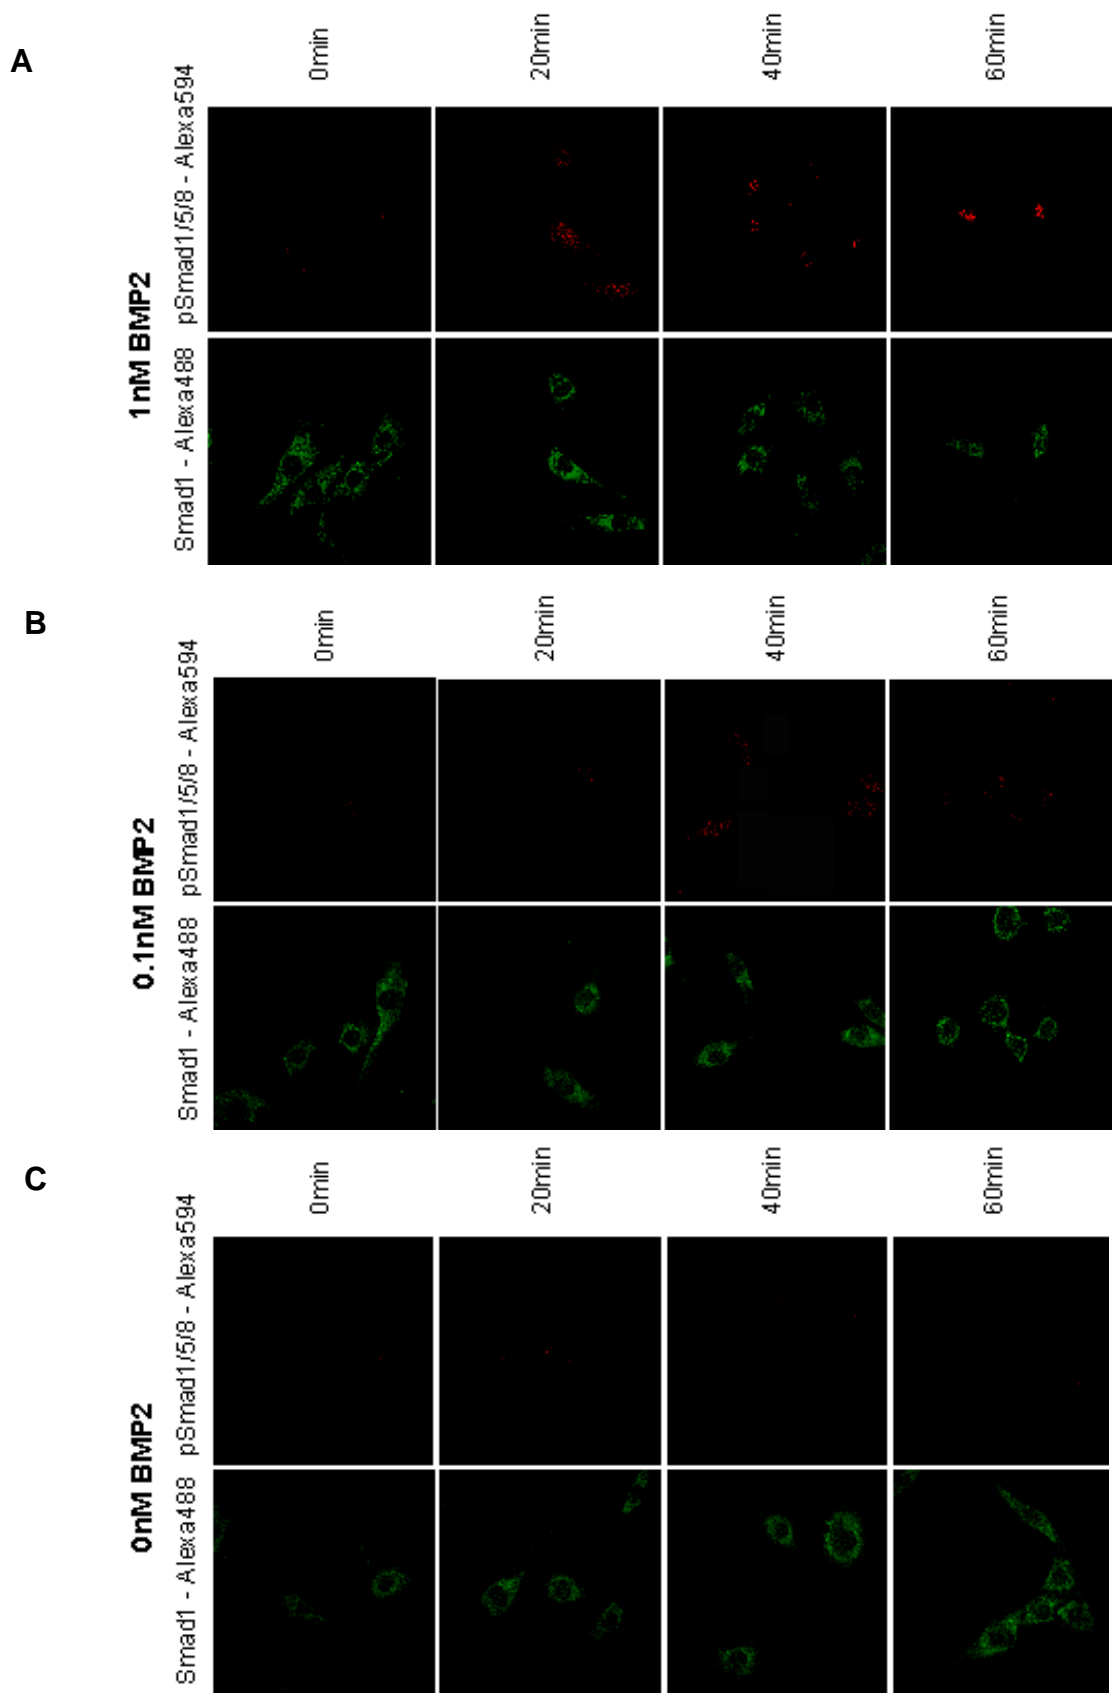 A
0min
20min
40min
60min
1nM BMP2
pSmad1/5/8 - Alexa594
Smad1 - Alexa488
B
0min
20min
40min
60min
0.1nM BMP2
pSmad1/5/8 - Alexa594
Smad1 - Alexa488
C
0min
20min
40min
60min
0nM BMP2
pSmad1/5/8 - Alexa594
Smad1 - Alexa488